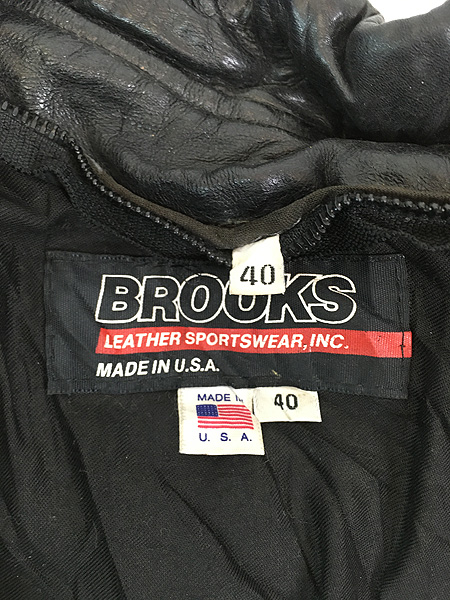 40
BROOKS
LEATHER SPORTSWEAR, INC.
MADE IN U.S.A.
MADE IN
U. S. A.
40